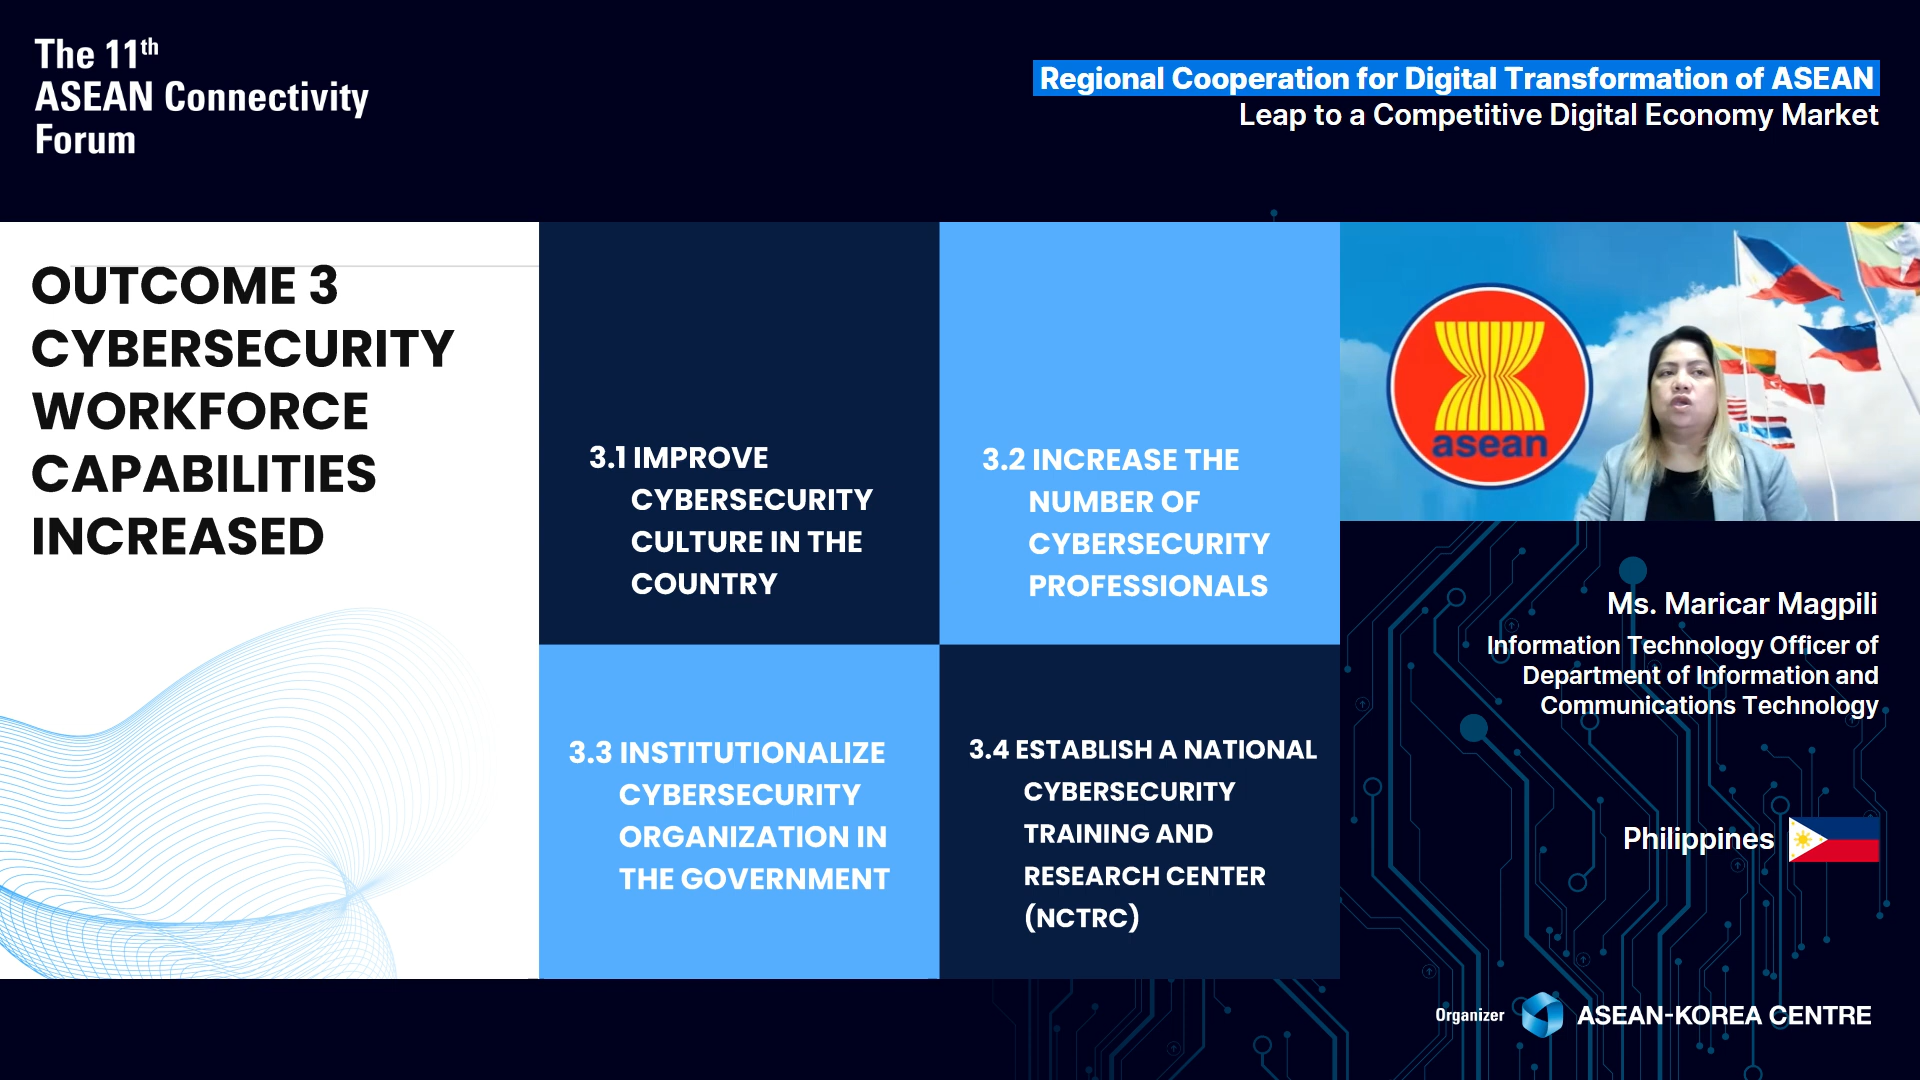 The 11th
ASEAN Connectivity
Forum
Regional Cooperation for Digital Transformation of ASEAN
Leap to a Competitive Digital Economy Market
OUTCOME 3
CYBERSECURITY
WORKFORCE
CAPABILITIES
INCREASED
3.1 IMPROVE
CYBERSECURITY
CULTURE IN THE
COUNTRY
3.2 INCREASE THE
NUMBER OF
CYBERSECURITY
PROFESSIONALS
3.3 INSTITUTIONALIZE
CYBERSECURITY
ORGANIZATION IN
THE GOVERNMENT
3.4 ESTABLISH A NATIONAL
CYBERSECURITY
TRAINING AND
RESEARCH CENTER
(NCTRC)
asean
Ms. Maricar Magpili
Information Technology Officer of
Department of Information and
Communications Technology
Philippines
Organizer ASEAN-KOREA CENTRE